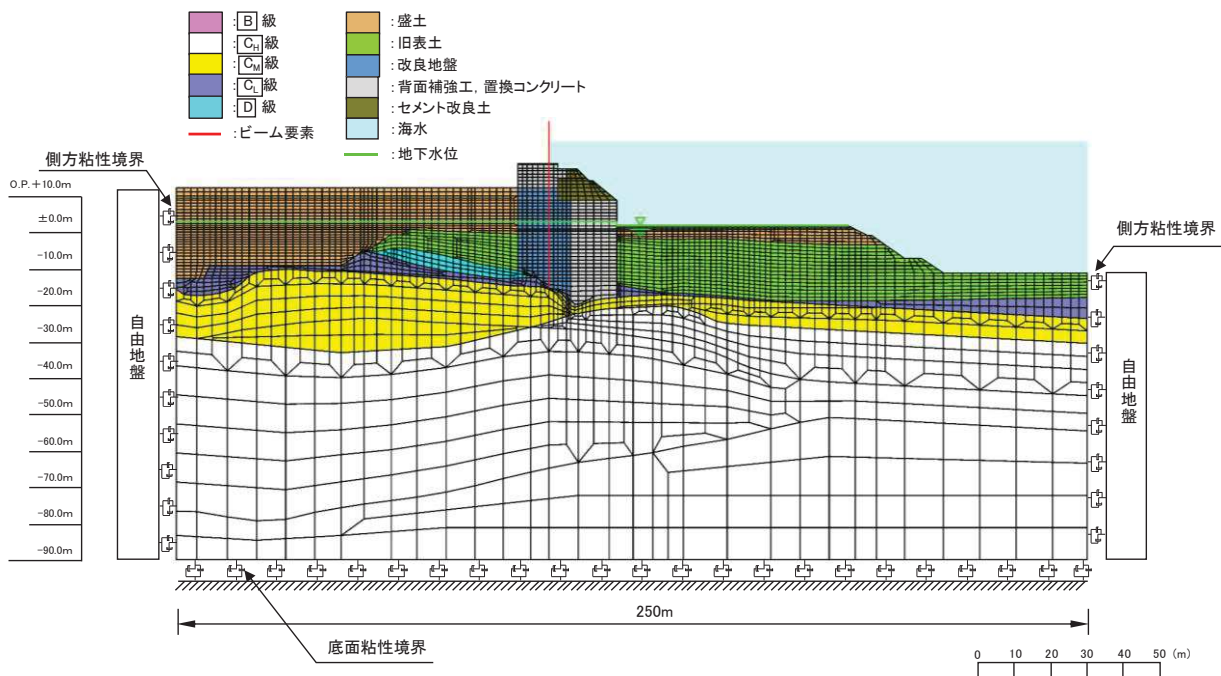 :B 級
:CH級
:CM級
:CL級
:D 級
:ビーム要素
:盛土
:旧表土
:改良地盤
:背面補強工, 置換コンクリート
:セメント改良土
:海水
:地下水位
側方粘性境界
側方粘性境界
O.P.+10.0m
±0.0m
-10.0m
-20.0m
-30.0m
-40.0m
-50.0m
-60.0m
-70.0m
-80.0m
-90.0m
自由地盤
自由地盤
250m
底面粘性境界
0 10 20 30 40 50 (m)